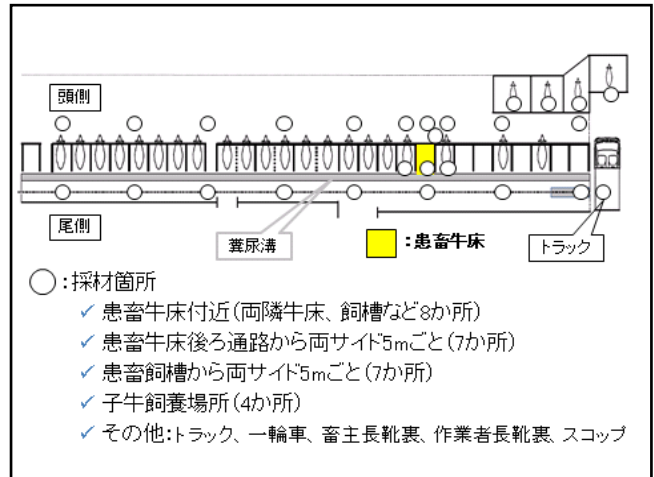 頭側
尾側
糞尿溝
:患畜牛床
トラック
○:採材箇所
✓ 患畜牛床付近(両隣牛床、飼槽など8か所)
✓ 患畜牛床後ろ通路から両サイド5mごと(7か所)
✓ 患畜飼槽から両サイド5mごと(7か所)
✓ 子牛飼養場所(4か所)
✓ その他:トラック、一輪車、畜主長靴裏、作業者長靴裏、スコップ